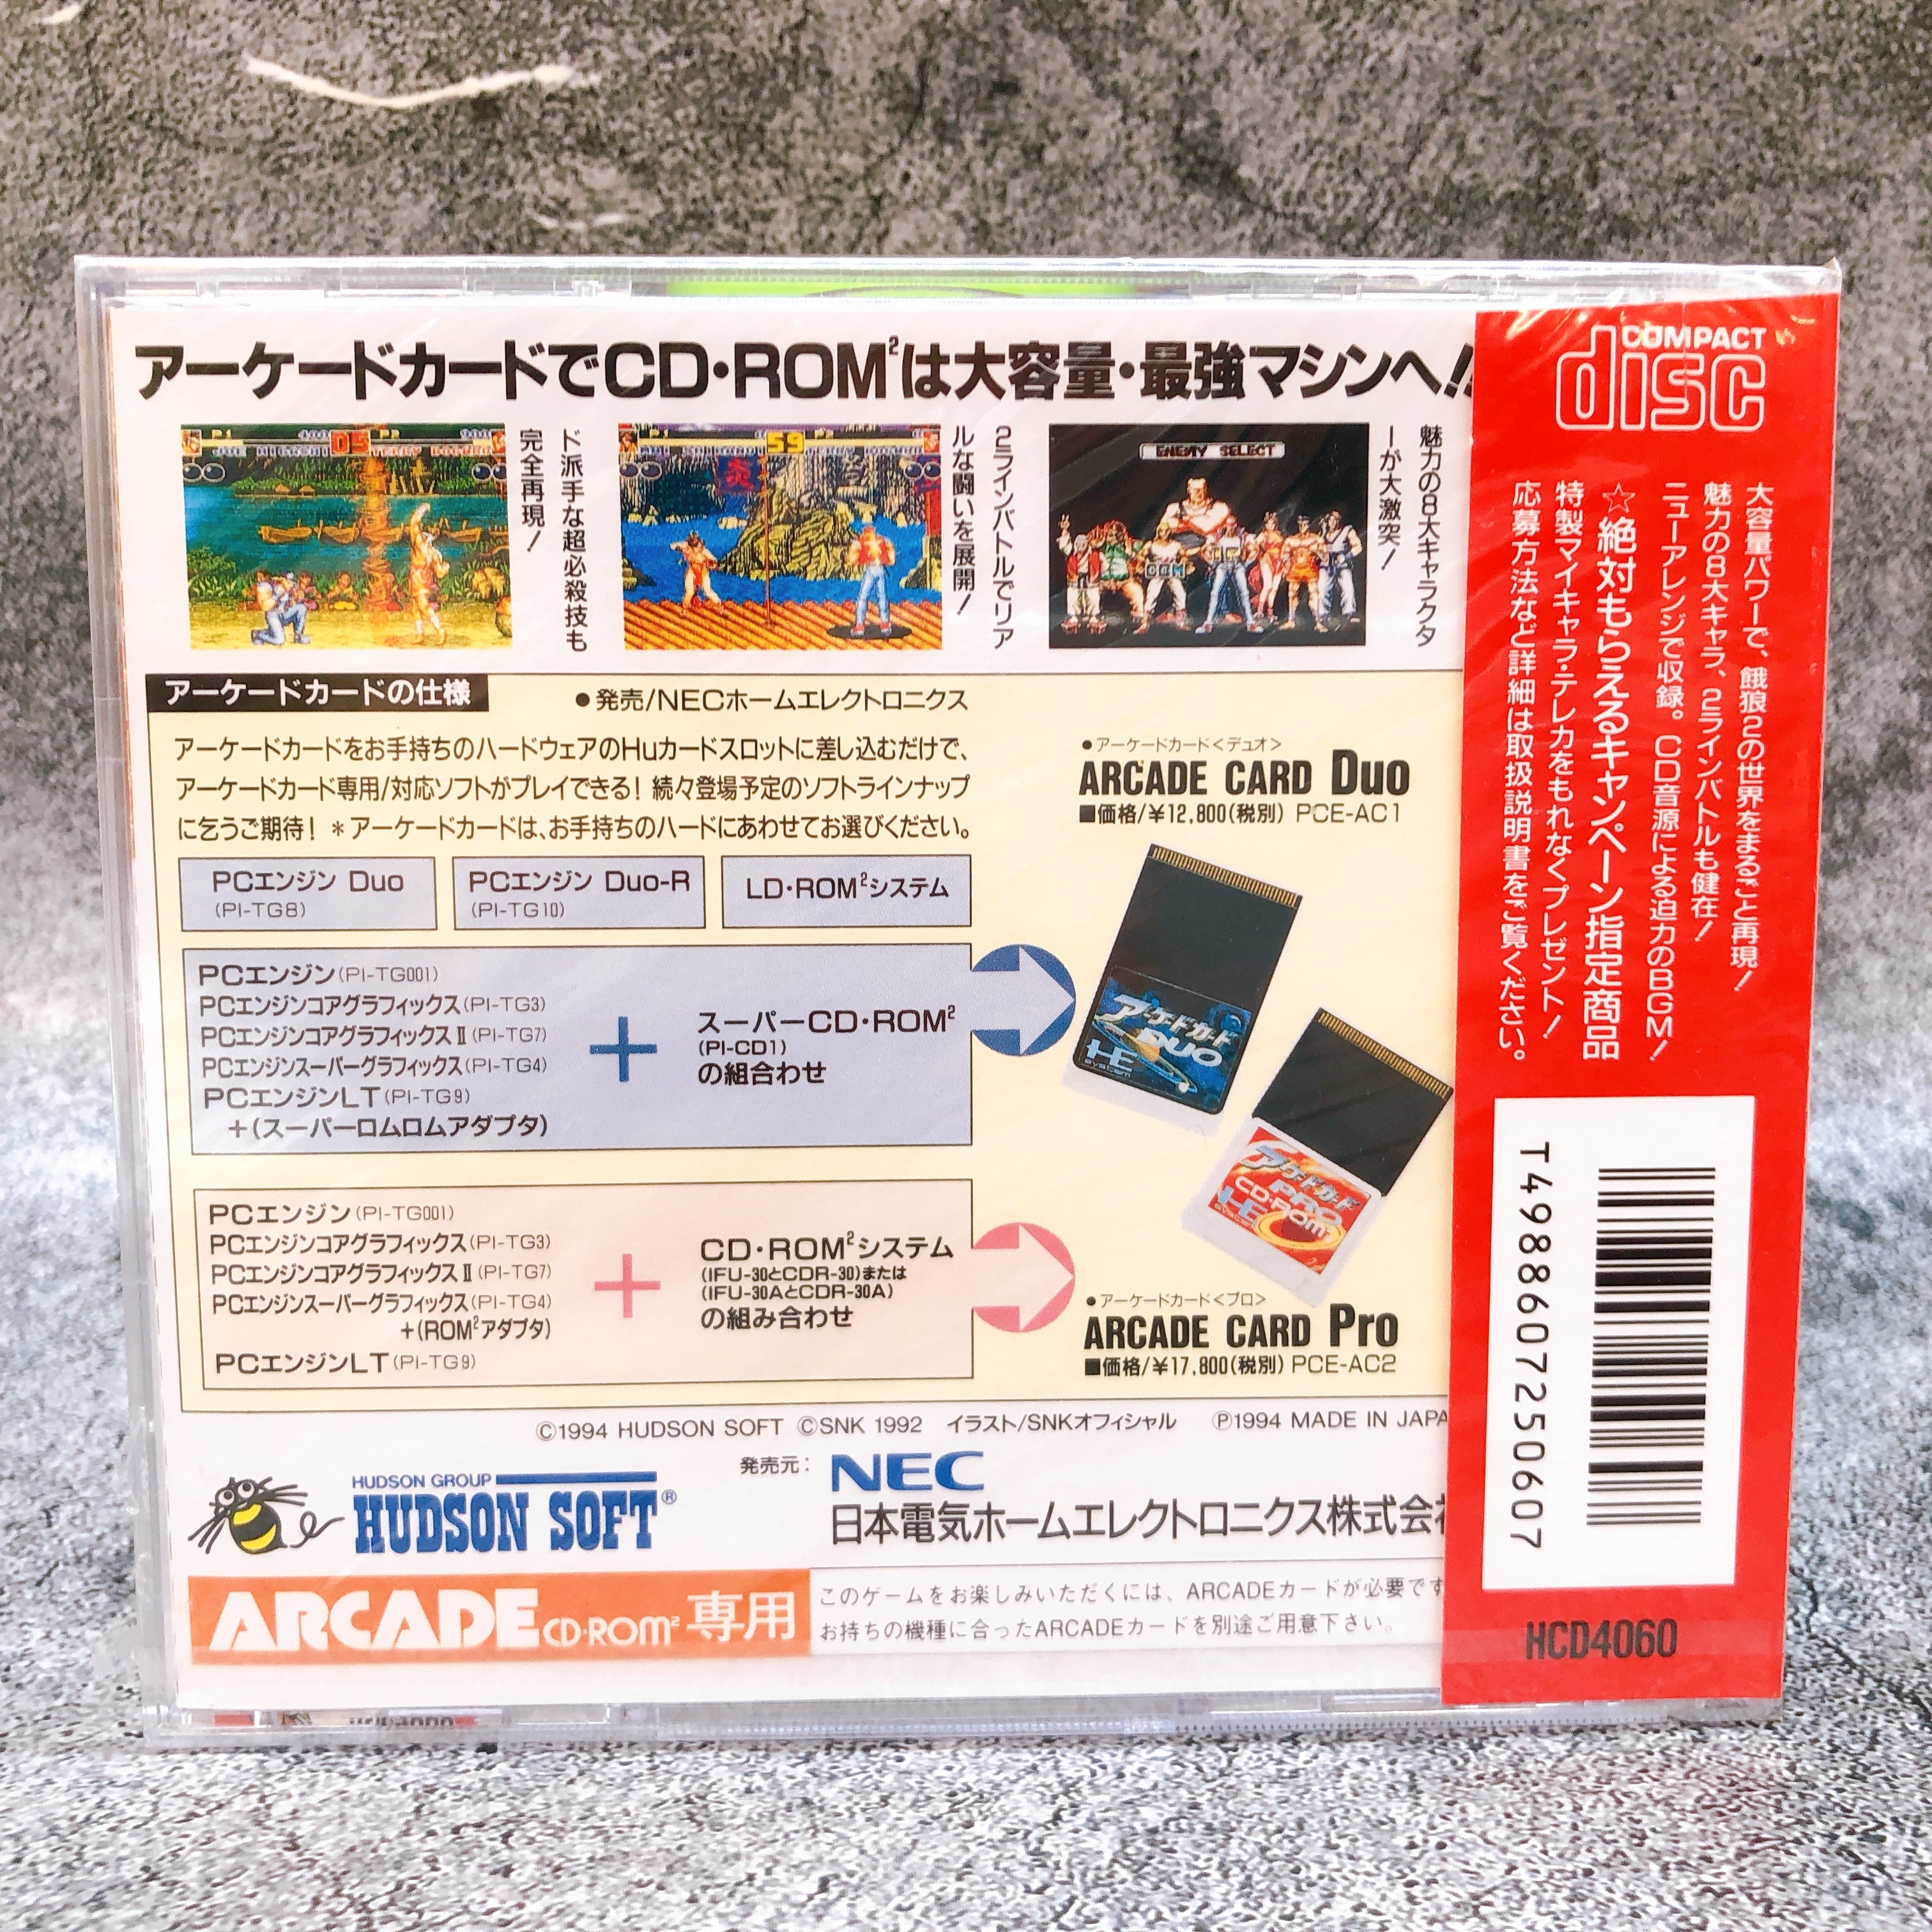 アーケードカードでCD・ROM²は大容量・最強マシンへ!!
ド派手な超必殺技も
完全再現！
2ラインバトルでリア
ルな闘いを展開！
ENEMY SELECT
魅力の8大キャラクタ
ーが大激突！
アーケードカードの仕様
●発売/NECホームエレクトロニクス
アーケードカードをお手持ちのハードウェアのHuカードスロットに差し込むだけで、
アーケードカード専用/対応ソフトがプレイできる！続々登場予定のソフトラインナップ
に乞うご期待！＊アーケードカードは、お手持ちのハードにあわせてお選びください。
PCエンジン Duo
(PI-TG8)
PCエンジン Duo-R
(PI-TG10)
LD・ROM²システム
PCエンジン(PI-TG001)
PCエンジンコアグラフィックス(PI-TG3)
PCエンジンコアグラフィックスⅡ(PI-TG7)
PCエンジンスーパーグラフィックス(PI-TG4)
PCエンジンLT(PI-TG9)
+(スーパーロムロムアダプタ)
+
スーパーCD・ROM²
(PI-CD1)
の組合わせ
PCエンジン(PI-TG001)
PCエンジンコアグラフィックス(PI-TG3)
PCエンジンコアグラフィックスⅡ(PI-TG7)
PCエンジンスーパーグラフィックス(PI-TG4)
+(ROM²アダプタ)
PCエンジンLT(PI-TG9)
+
CD・ROM²システム
(IFU-30とCDR-30)または
(IFU-30AとCDR-30A)
の組み合わせ
●アーケードカード<デュオ>
ARCADE CARD Duo
■価格/¥12,800(税別) PCE-AC1
アーケードカード
DUO
HE
system
アーケードカード
PRO
CD-ROM²
HE
system
●アーケードカード<プロ>
ARCADE CARD Pro
■価格/¥17,800(税別) PCE-AC2
©1994 HUDSON SOFT ©SNK 1992 イラスト/SNKオフィシャル ℗1994 MADE IN JAPA
HUDSON GROUP
HUDSON SOFT®
発売元：NEC
日本電気ホームエレクトロニクス株式会
ARCADE CD-ROM² 専用
このゲームをお楽しみいただくには、ARCADEカードが必要です
お持ちの機種に合ったARCADEカードを別途ご用意下さい。
COMPACT
disc
大容量パワーで、餓狼2の世界をまるごと再現！
魅力の8大キャラ、2ラインバトルも健在！
ニューアレンジで収録。CD音源による迫力のBGM！
☆絶対もらえるキャンペーン指定商品
特製マイキャラ・テレカをもれなくプレゼント！
応募方法など詳細は取扱説明書をご覧ください。
T4988607250607
HCD4060